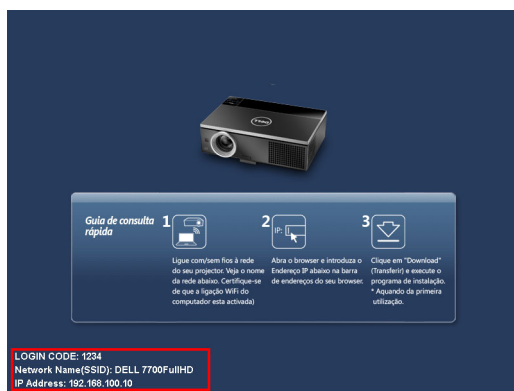 DELL
Guia de consulta
rápida
1
2
3
IP:
Ligue com/sem fios à rede
do seu projector. Veja o nome
da rede abaixo. Certifique-se
de que a ligação WiFi do
computador esta activada)
Abra o browser e introduza o
Endereço IP abaixo na barra
de endereços do seu browser.
Clique em "Download"
(Transferir) e execute o
programa de instalação.
* Aquando da primeira
utilização.
LOGIN CODE: 1234
Network Name(SSID): DELL 7700FullHD
IP Address: 192.168.100.10